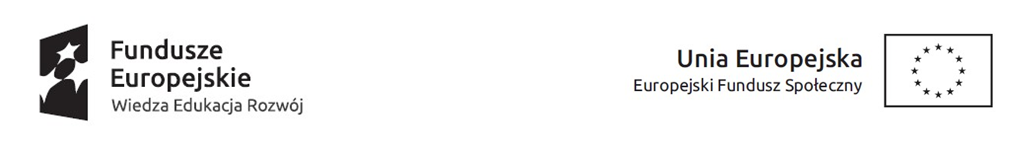 Fundusze
Europejskie
Wiedza Edukacja Rozwój
Unia Europejska
Europejski Fundusz Społeczny